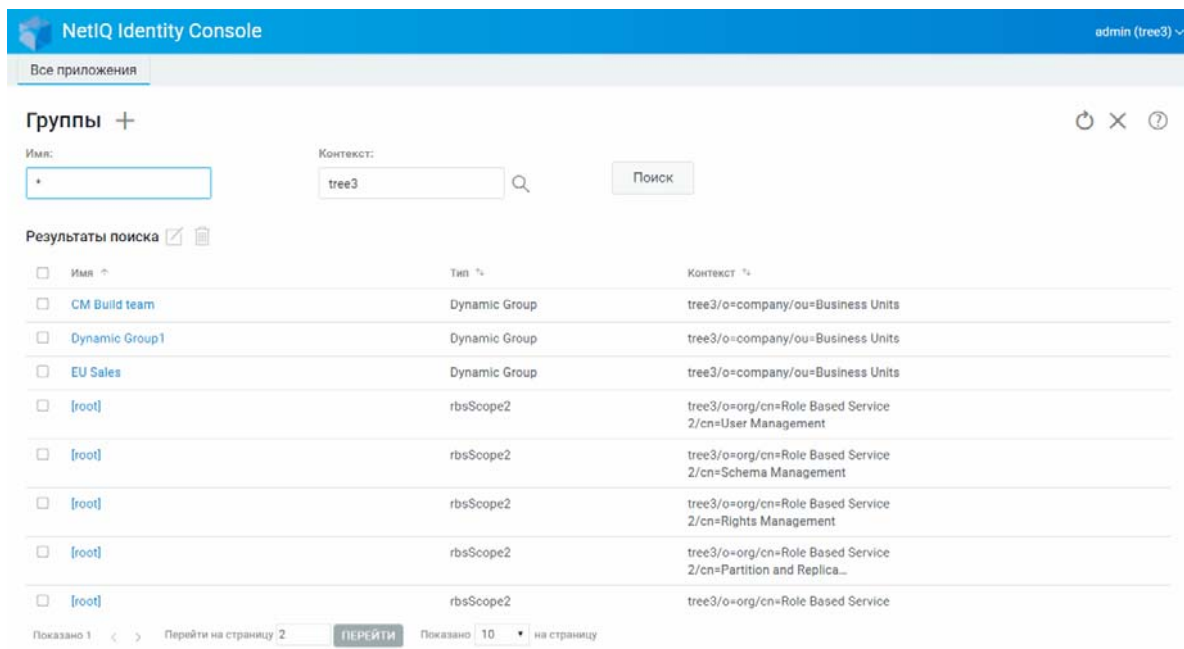 NetIQ Identity Console
admin (tree3)
Все приложения
Группы
Имя:
Контекст:
*
tree3
Поиск
Результаты поиска
Имя Тип Контекст
CM Build team Dynamic Group tree3/o=company/ou=Business Units
Dynamic Group1 Dynamic Group tree3/o=company/ou=Business Units
EU Sales Dynamic Group tree3/o=company/ou=Business Units
[root] rbsScope2 tree3/o=org/cn=Role Based Service
2/cn=User Management
[root] rbsScope2 tree3/o=org/cn=Role Based Service
2/cn=Schema Management
[root] rbsScope2 tree3/o=org/cn=Role Based Service
2/cn=Rights Management
[root] rbsScope2 tree3/o=org/cn=Role Based Service
2/cn=Partition and Replica...
[root] rbsScope2 tree3/o=org/cn=Role Based Service
Показано 1 < > Перейти на страницу 2 ПЕРЕЙТИ Показано 10 на страницу